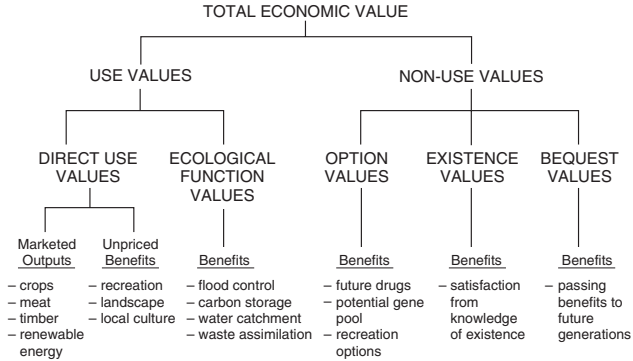 TOTAL ECONOMIC VALUE
USE VALUES
NON-USE VALUES
DIRECT USE
VALUES
ECOLOGICAL
FUNCTION
VALUES
OPTION
VALUES
EXISTENCE
VALUES
BEQUEST
VALUES
Marketed
Outputs
– crops
– meat
– timber
– renewable
energy
Unpriced
Benefits
– recreation
– landscape
– local culture
Benefits
– flood control
– carbon storage
– water catchment
– waste assimilation
Benefits
– future drugs
– potential gene
pool
– recreation
options
Benefits
– satisfaction
from
knowledge
of existence
Benefits
– passing
benefits to
future
generations